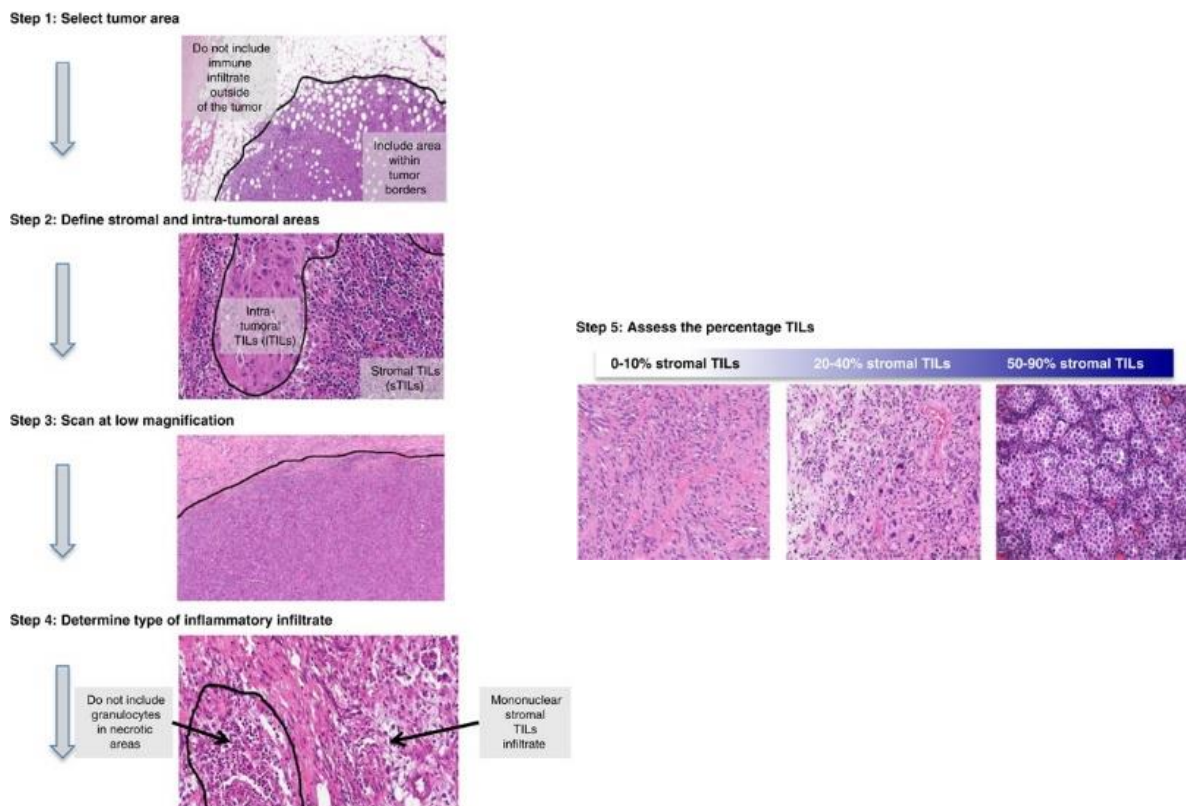 Step 1: Select tumor area
Do not include
immune
infiltrate
outside
of the tumor
Include area
within
tumor
borders
Step 2: Define stromal and intra-tumoral areas
Intra-
tumoral
TILs (iTILs)
Stromal TILs
(sTILs)
Step 3: Scan at low magnification
Step 4: Determine type of inflammatory infiltrate
Do not include
granulocytes
in necrotic
areas
Mononuclear
stromal
TILs
infiltrate
Step 5: Assess the percentage TILs
0-10% stromal TILs
20-40% stromal TILs
50-90% stromal TILs